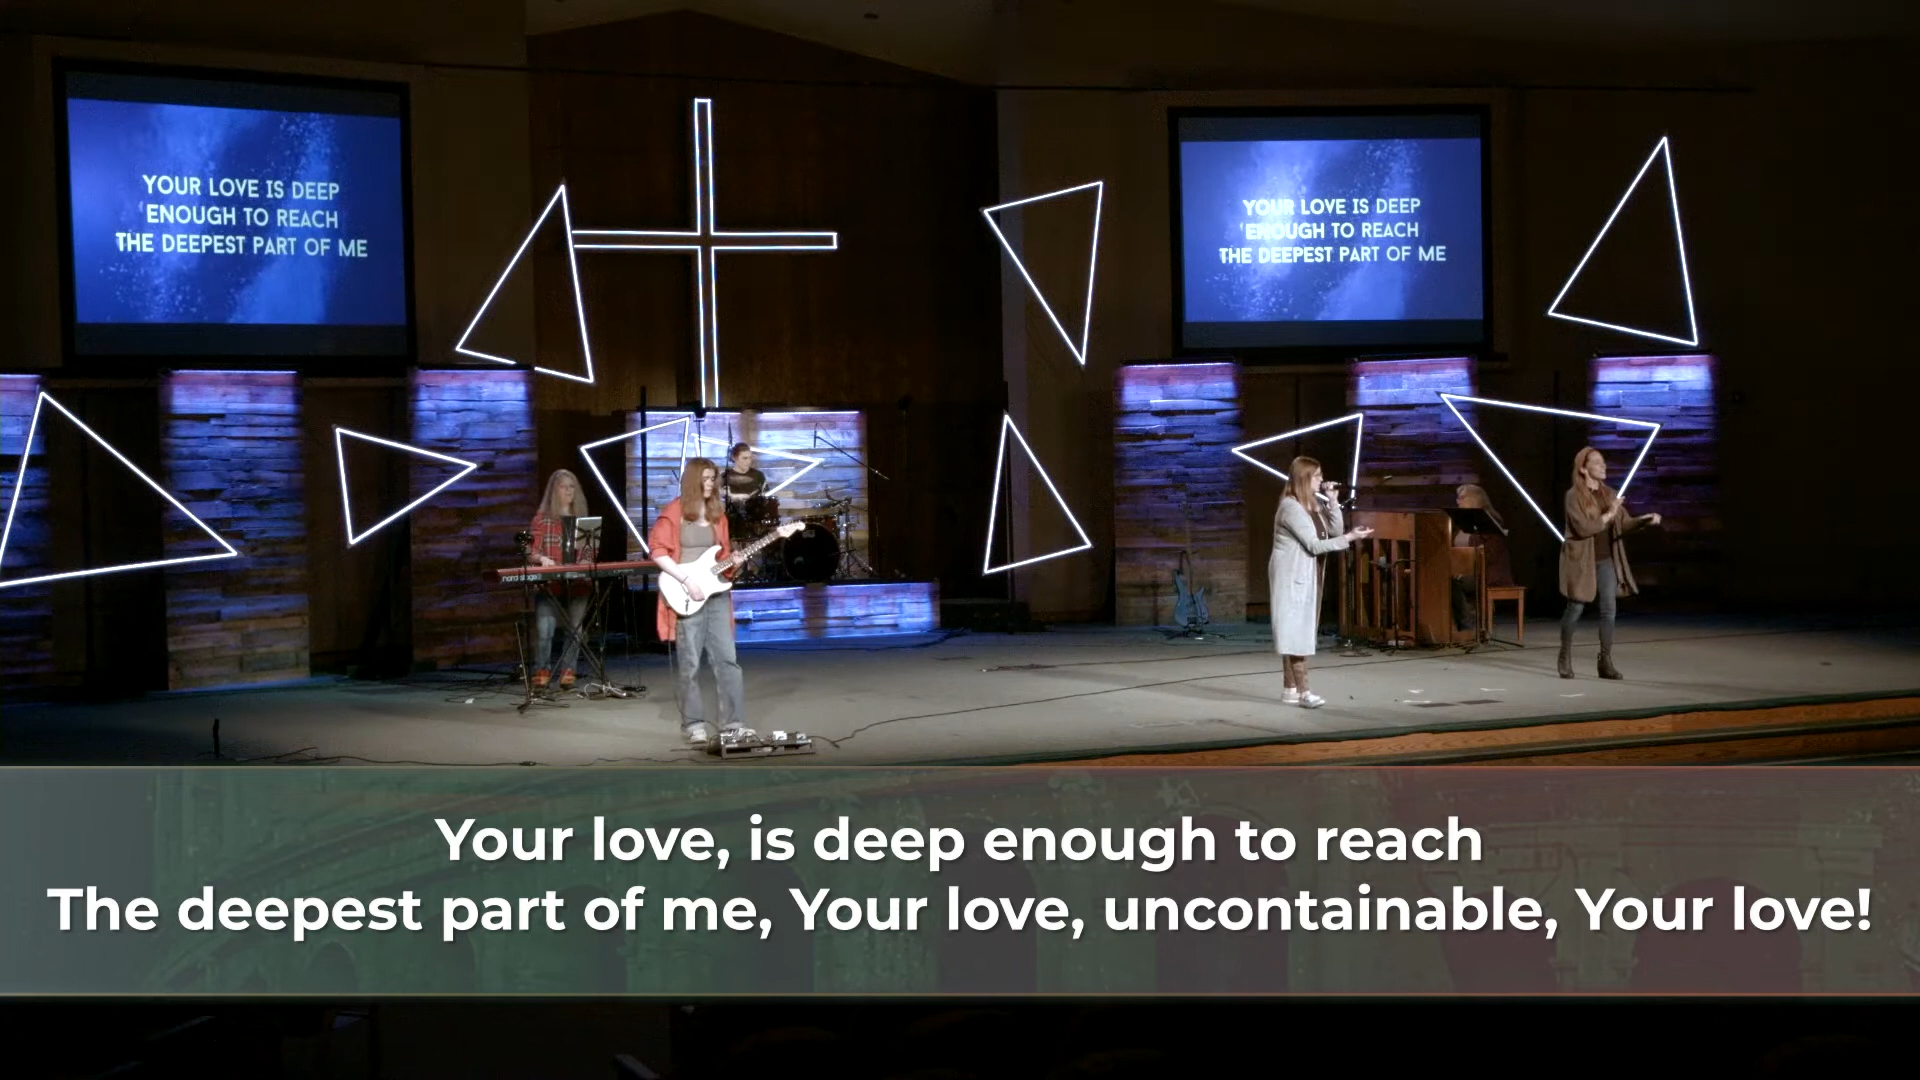 YOUR LOVE IS DEEP
ENOUGH TO REACH
THE DEEPEST PART OF ME
YOUR LOVE IS DEEP
ENOUGH TO REACH
THE DEEPEST PART OF ME
nord stage
Your love, is deep enough to reach
The deepest part of me, Your love, uncontainable, Your love!